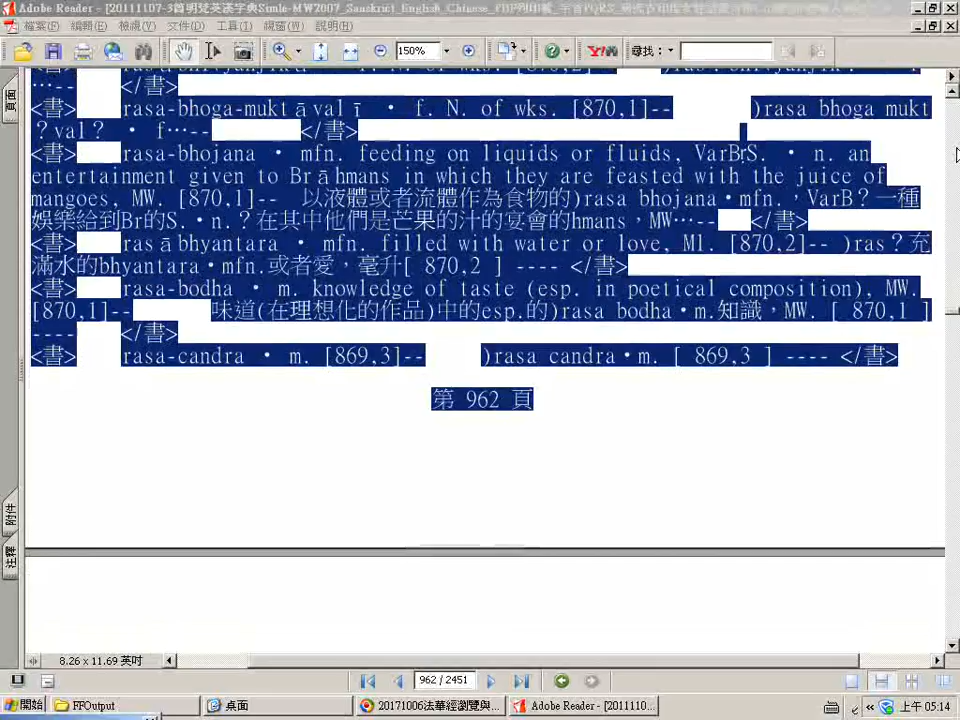 Adobe Reader - [20111107-3簡明梵英漢字典Simle-MW2007_Sanskrit_English_Chinese_PDF
檔案(F) 編輯(E) 檢視(V) 文件(D) 工具(T) 視窗(W) 說明(H)
150% 尋找：
頁面
…-- </書>
<書> rasa-bhoga-muktāvalī • f. N. of wks. [870,1]-- )rasa bhoga mukt
？val？ • f…-- </書>
<書> rasa-bhojana • mfn. feeding on liquids or fluids, VarBrS. • n. an
entertainment given to Brāhmans in which they are feasted with the juice of
mangoes, MW. [870,1]-- 以液體或者流體作為食物的)rasa bhojana•mfn.，VarB？一種
娛樂給到Br的S.•n.？在其中他們是芒果的汁的宴會的hmans，MW…-- </書>
<書> rasābhyantara • mfn. filled with water or love, Ml. [870,2]-- )ras？充
滿水的bhyantara•mfn.或者愛，毫升[ 870,2 ] ---- </書>
<書> rasa-bodha • m. knowledge of taste (esp. in poetical composition), MW.
[870,1]-- 味道(在理想化的作品)中的esp.的)rasa bodha•m.知識，MW. [ 870,1 ]
---- </書>
<書> rasa-candra • m. [869,3]-- )rasa candra•m. [ 869,3 ] ---- </書>
第 962 頁
附件
注釋
8.26 x 11.69 英吋
962 / 2451
開始 FFOutput 桌面 20171006法華經瀏覽與... Adobe Reader - [2011110... 上午 05:14